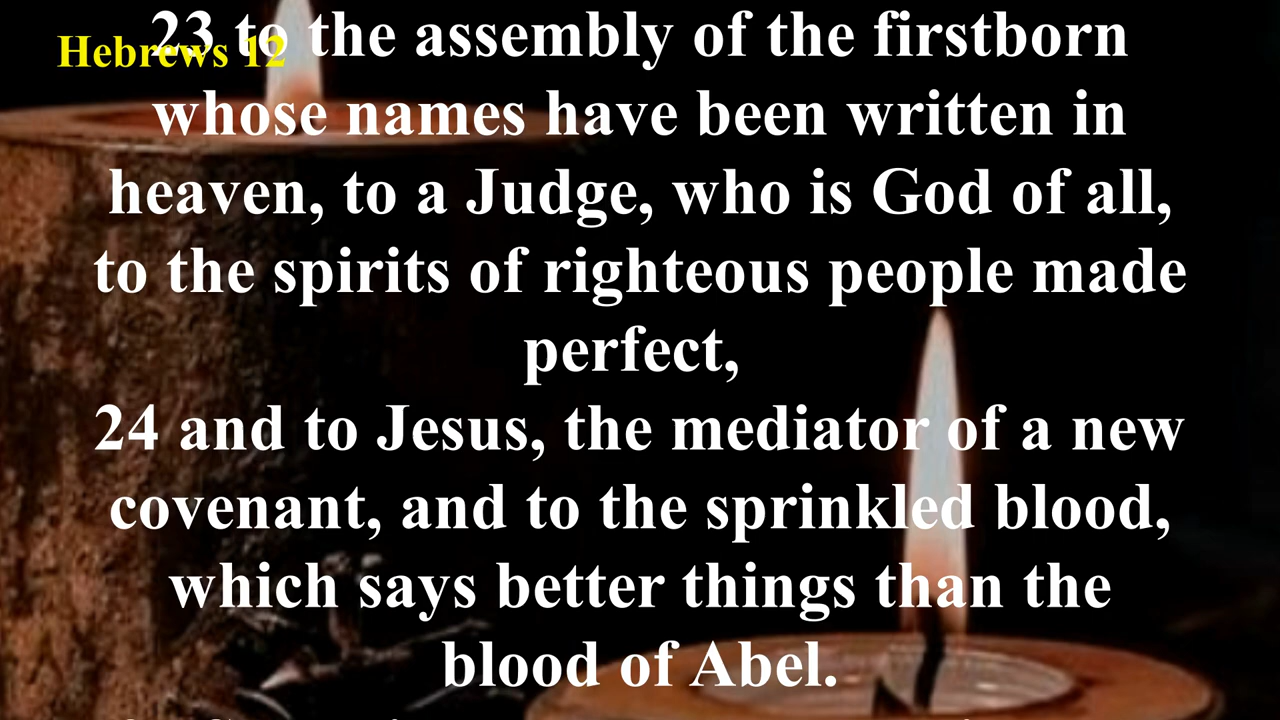 Hebrews 12
23 to the assembly of the firstborn
whose names have been written in
heaven, to a Judge, who is God of all,
to the spirits of righteous people made
perfect,
24 and to Jesus, the mediator of a new
covenant, and to the sprinkled blood,
which says better things than the
blood of Abel.